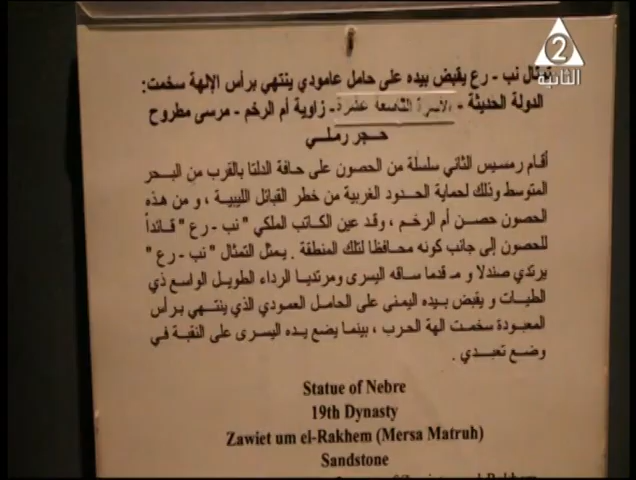 2
الثانية
تمثال نب - رع يقبض بيده على حامل عامودي ينتهي برأس الإلهة سخمت:
الدولة الحديثة - الأسرة التاسعة عشرة - زاوية أم الرخم - مرسى مطروح
حجر رملي
أقام رمسيس الثاني سلسلة من الحصون على حافة الدلتا بالقرب من البحر
المتوسط وذلك لحماية الحدود الغربية من خطر القبائل الليبية ، و من هذه
الحصون حصن أم الرخم ، وقد عين الكاتب الملكي " نب - رع " قائداً
للحصون إلى جانب كونه محافظا لتلك المنطقة . يمثل التمثال " نب - رع "
يرتدي صندلا و مـقدما ساقه اليسرى ومرتديا الرداء الطويل الواسع ذي
الطيات و يقبض بيده اليمنى على الحامل العمودي الذي ينتهي برأس
المعبودة سخمت الهة الحرب ، بينما يضع يده اليسرى على النقبة في
وضع تعبدي .
Statue of Nebre
19th Dynasty
Zawiet um el-Rakhem (Mersa Matruh)
Sandstone